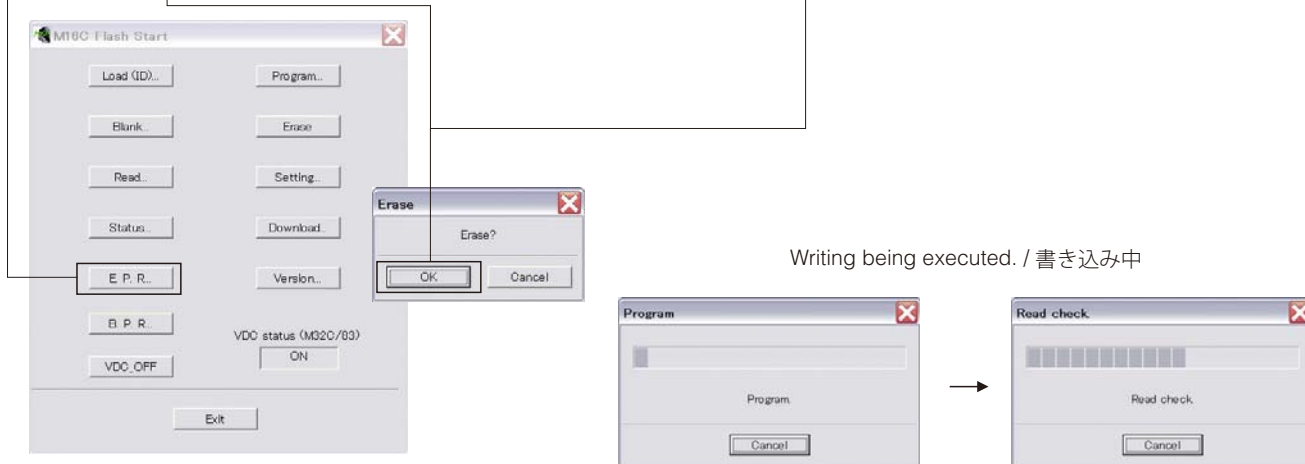 M16C Flash Start
Load (ID)...
Program...
Blank...
Erase
Read...
Setting...
Status...
Download...
E. P. R...
Version...
B. P. R...
VDC status (M32C/83)
ON
VDC_OFF
Exit
Erase
Erase?
OK
Cancel
Writing being executed. / 書き込み中
Program
Program.
Cancel
Read check.
Read check.
Cancel